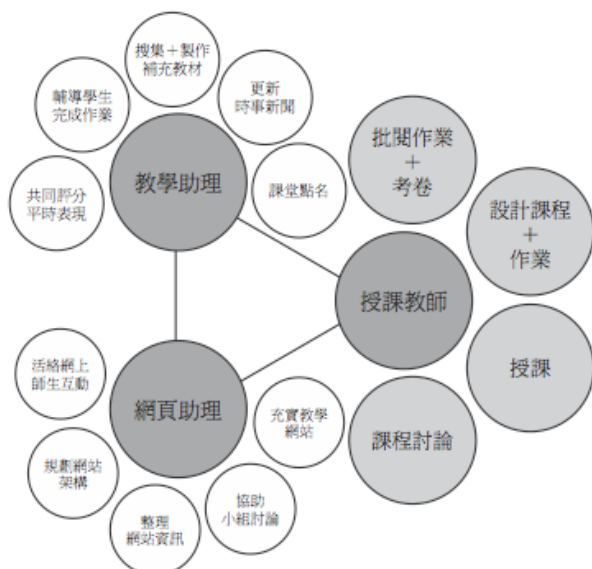 搜集＋製作
補充教材
更新
時事新聞
輔導學生
完成作業
教學助理
課堂點名
共同評分
平時表現
批閱作業
＋
考卷
設計課程
＋
作業
授課教師
授課
課程討論
活絡網上
師生互動
網頁助理
充實教學
網站
規劃網站
架構
協助
小組討論
整理
網站資訊